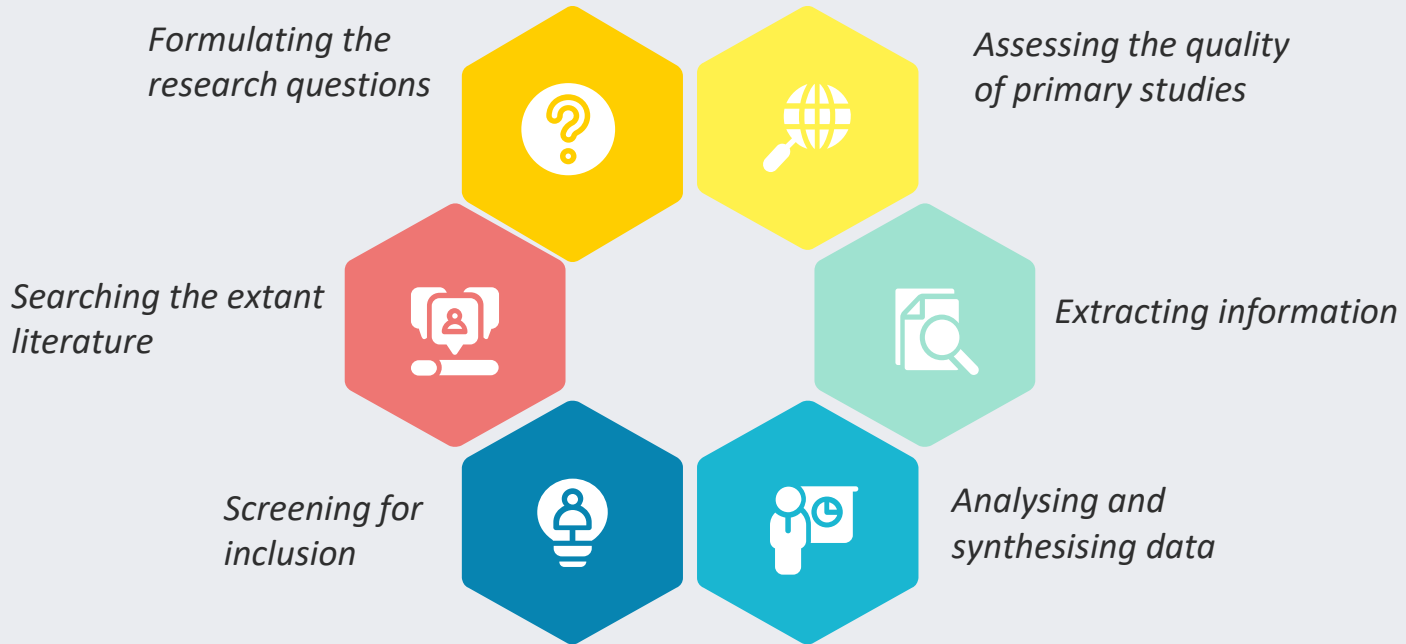 Formulating the
research questions
Searching the extant
literature
Screening for
inclusion
Assessing the quality
of primary studies
Extracting information
Analysing and
synthesising data